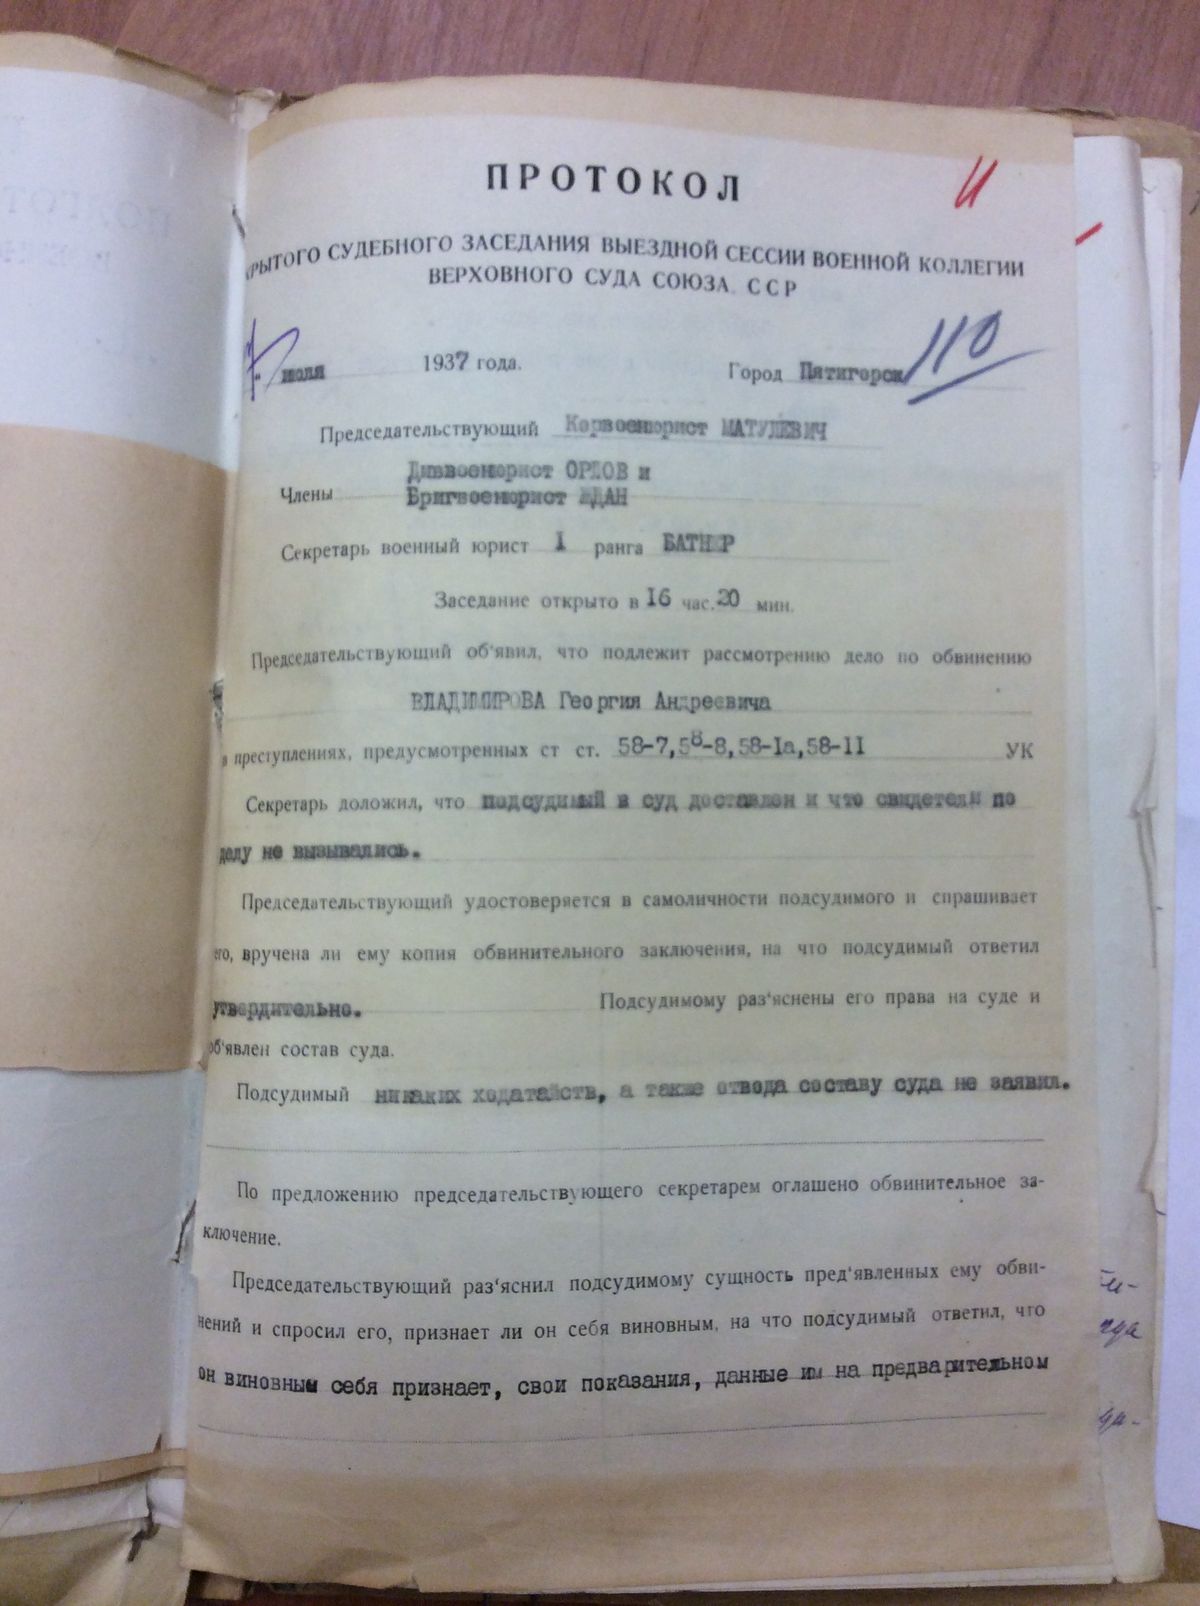 ПРОТОКОЛ
КРЫТОГО СУДЕБНОГО ЗАСЕДАНИЯ ВЫЕЗДНОЙ СЕССИИ ВОЕННОЙ КОЛЛЕГИИ
ВЕРХОВНОГО СУДА СОЮЗА ССР
7 июля 1937 года. Город Пятигорск
110
Председательствующий Корвоенюрист МАТУЛЕВИЧ
Диввоенюрист ОРЛОВ и
Члены Бригвоенюрист ЖДАН
Секретарь военный юрист I ранга БАТНЕР
Заседание открыто в 16 час. 20 мин.
Председательствующий об'явил, что подлежит рассмотрению дело по обвинению
ВЛАДИМИРОВА Георгия Андреевича
в преступлениях, предусмотренных ст ст. 58-7,58-8,58-Iа,58-II УК
Секретарь доложил, что подсудимый в суд доставлен и что свидетели по
делу не вызывались.
Председательствующий удостоверяется в самоличности подсудимого и спрашивает
его, вручена ли ему копия обвинительного заключения, на что подсудимый ответил
утвердительно. Подсудимому раз'яснены его права на суде и
об'явлен состав суда.
Подсудимый никаких ходатайств, а также отвода составу суда не заявил.
По предложению председательствующего секретарем оглашено обвинительное за-
ключение.
Председательствующий раз'яснил подсудимому сущность пред'явленных ему обви-
нений и спросил его, признает ли он себя виновным, на что подсудимый ответил, что
он виновным себя признает, свои показания, данные им на предварительном